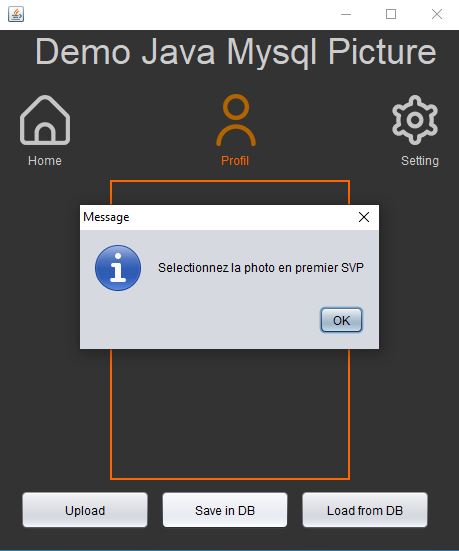 Demo Java Mysql Picture
Home
Profil
Setting
Message
Selectionnez la photo en premier SVP
OK
Upload
Save in DB
Load from DB